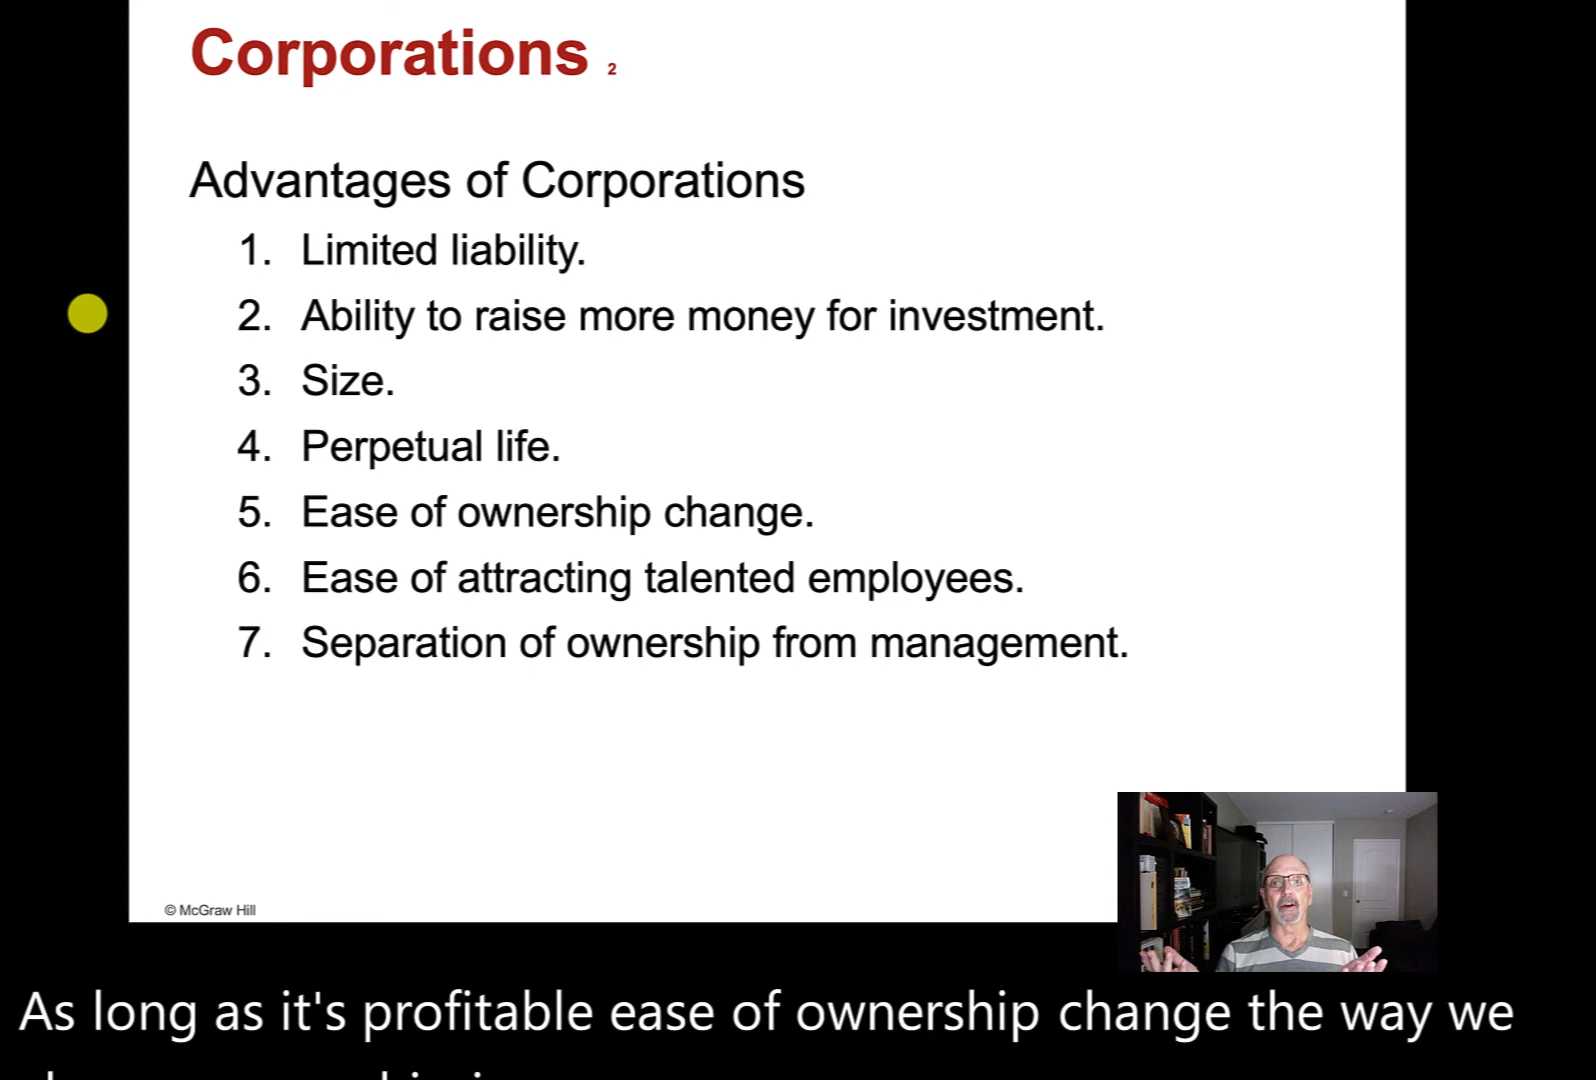 Corporations 2
Advantages of Corporations
1. Limited liability.
2. Ability to raise more money for investment.
3. Size.
4. Perpetual life.
5. Ease of ownership change.
6. Ease of attracting talented employees.
7. Separation of ownership from management.
© McGraw Hill
As long as it's profitable ease of ownership change the way we